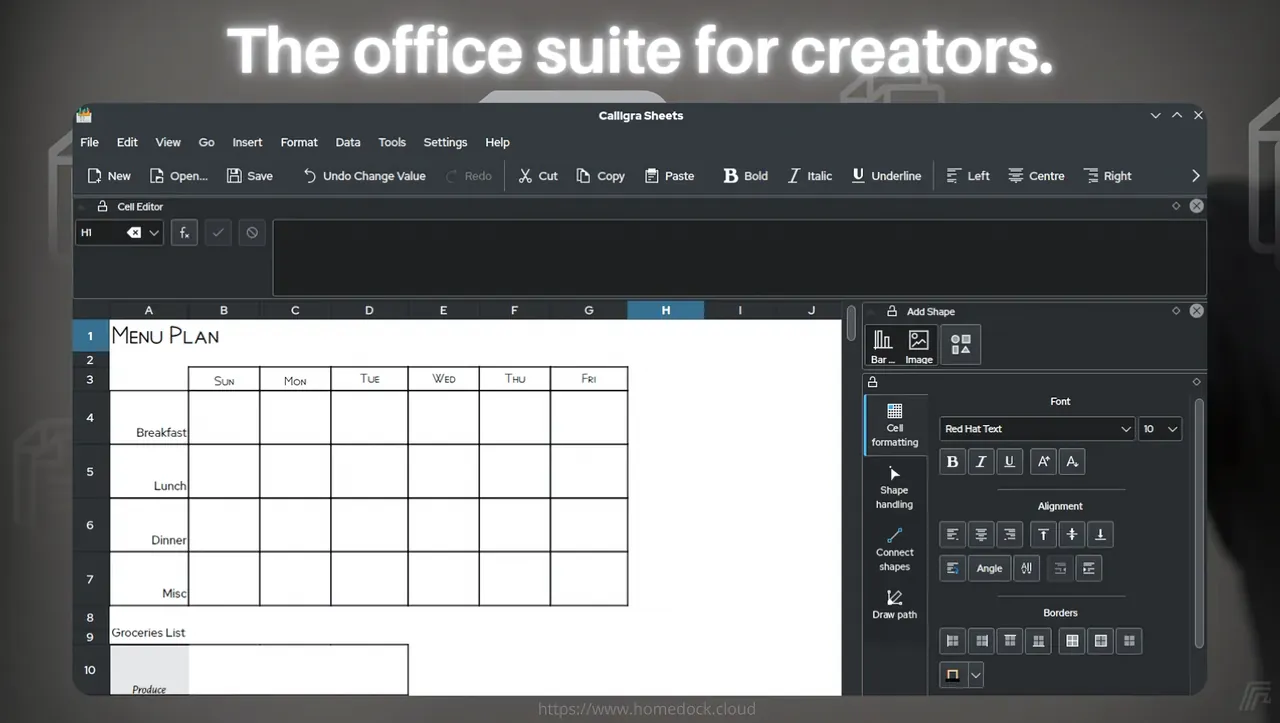 The office suite for creators.
Calligra Sheets
File Edit View Go Insert Format Data Tools Settings Help
New Open... Save Undo Change Value Redo Cut Copy Paste B Bold I Italic U Underline Left Centre Right
Cell Editor
H1 fx
A B C D E F G H I J
Add Shape
Bar ... Image
1 Menu Plan
2
3 Sun Mon Tue Wed Thu Fri
4 Breakfast
5 Lunch
6 Dinner
7 Misc
8
9 Groceries List
10 Produce
Cell
formatting
Shape
handling
Connect
shapes
Draw path
Font
Red Hat Text 10
B I U A A
Alignment
Angle
Borders
https://www.homedock.cloud